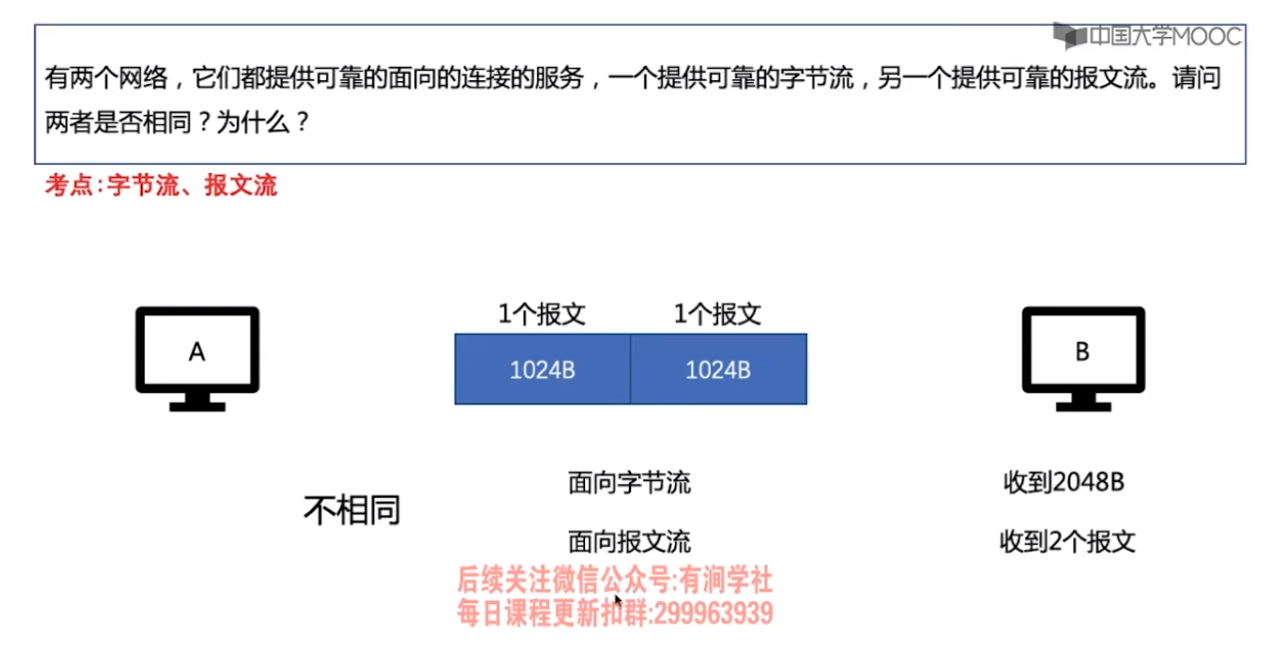 中国大学MOOC
有两个网络，它们都提供可靠的面向的连接的服务，一个提供可靠的字节流，另一个提供可靠的报文流。请问
两者是否相同？为什么？
考点:字节流、报文流
1个报文 1个报文
A 1024B 1024B B
面向字节流 收到2048B
不相同
面向报文流 收到2个报文
后续关注微信公众号:有涧学社
每日课程更新扣群:299963939